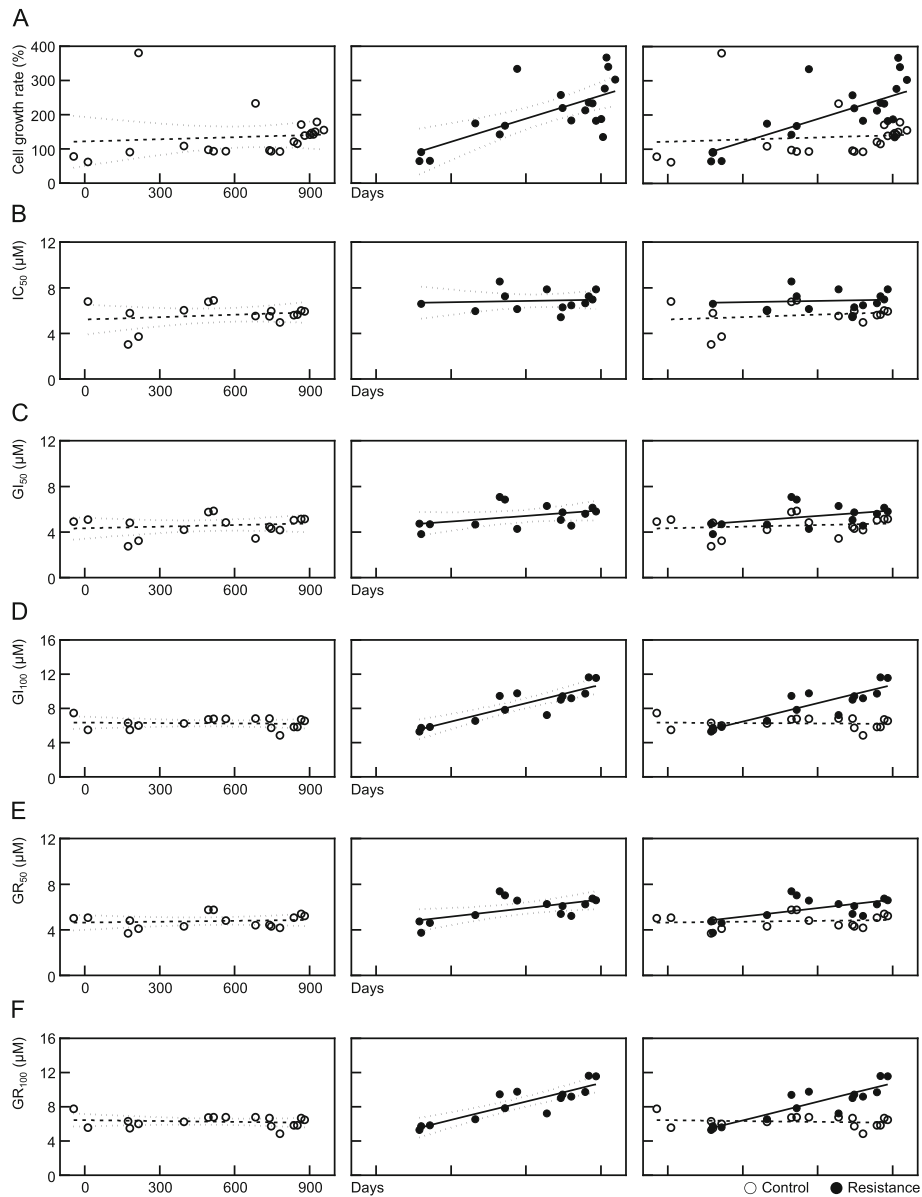 A
Cell growth rate (%)
400
300
200
100
0
0 300 600 900 Days
B
IC50 (µM)
12
8
4
0
0 300 600 900 Days
C
GI50 (µM)
12
8
4
0
0 300 600 900 Days
D
GI100 (µM)
16
12
8
4
0
0 300 600 900 Days
E
GR50 (µM)
12
8
4
0
0 300 600 900 Days
F
GR100 (µM)
16
12
8
4
0
0 300 600 900 Days
Control Resistance